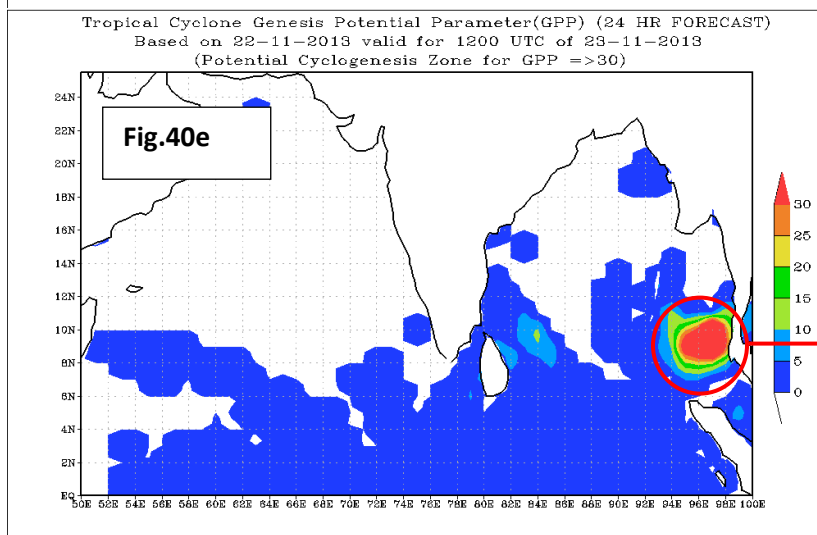 Tropical Cyclone Genesis Potential Parameter(GPP) (24 HR FORECAST)
Based on 22-11-2013 valid for 1200 UTC of 23-11-2013
(Potential Cyclogenesis Zone for GPP =>30)
Fig.40e
24N
22N
20N
18N
16N
14N
12N
10N
8N
6N
4N
2N
EQ
50E 52E 54E 56E 58E 60E 62E 64E 66E 68E 70E 72E 74E 76E 78E 80E 82E 84E 86E 88E 90E 92E 94E 96E 98E 100E
30
25
20
15
10
5
0